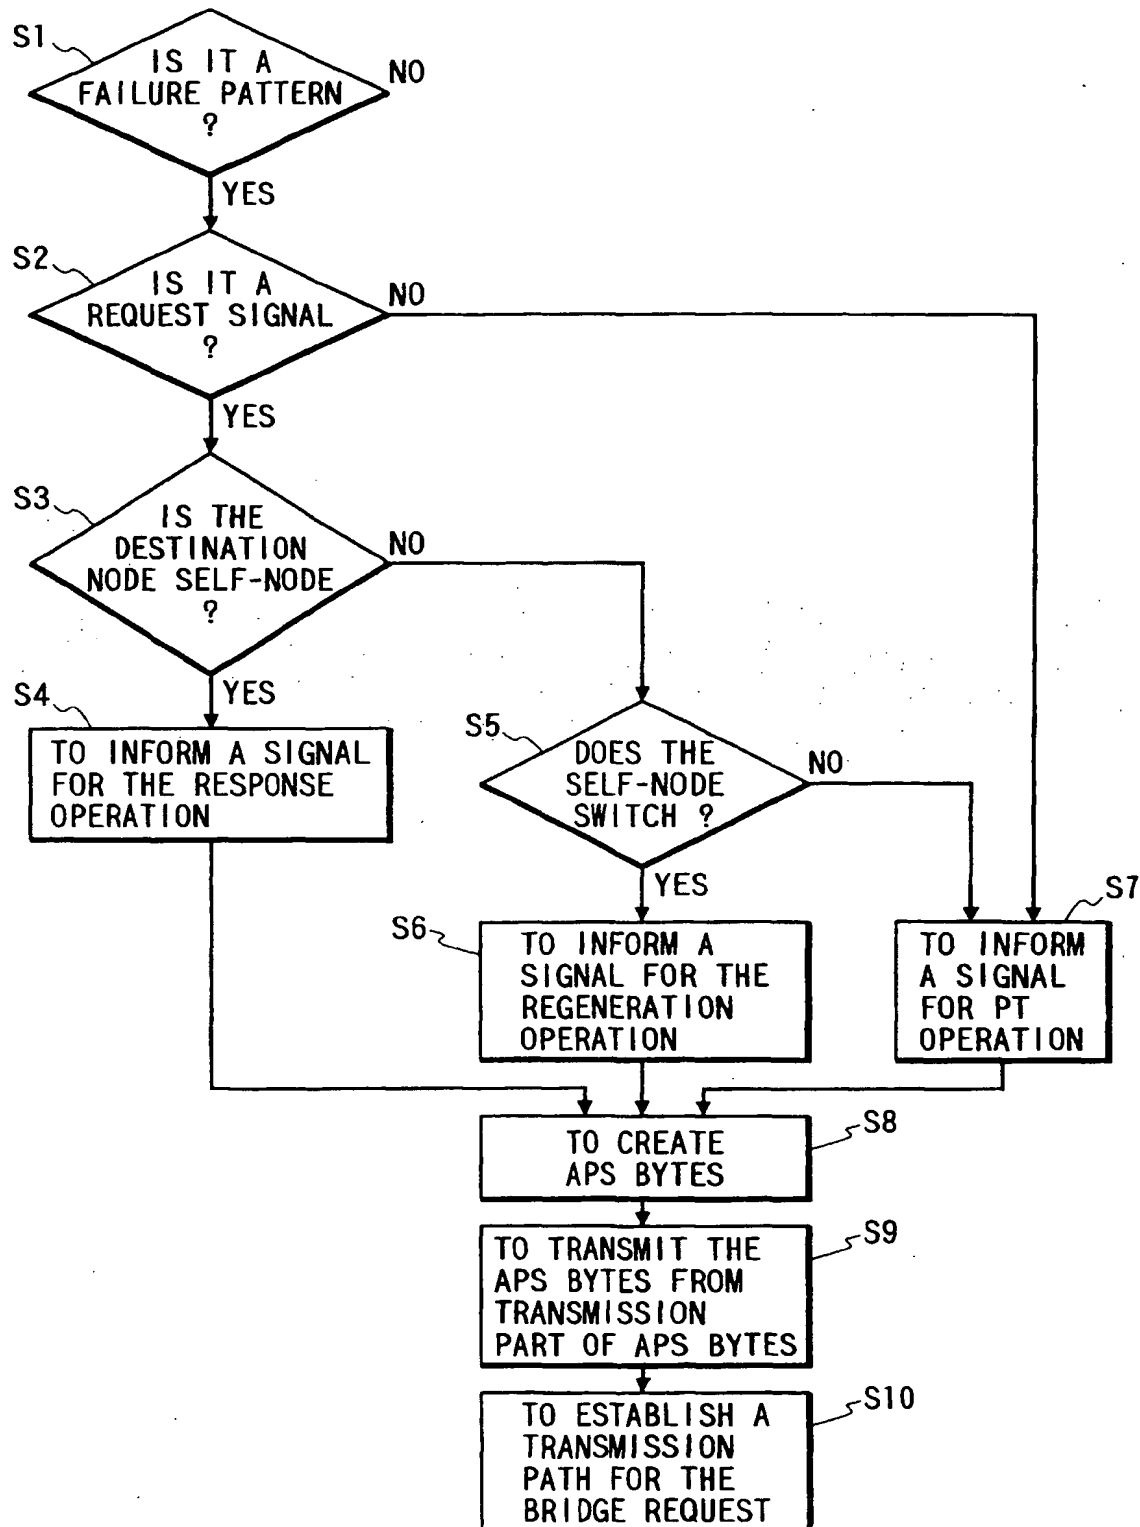 S1
IS IT A
FAILURE PATTERN
?
NO
YES
S2
IS IT A
REQUEST SIGNAL
?
NO
YES
S3
IS THE
DESTINATION
NODE SELF-NODE
?
NO
YES
S4
TO INFORM A SIGNAL
FOR THE RESPONSE
OPERATION
S5
DOES THE
SELF-NODE
SWITCH ?
NO
YES
S6
TO INFORM A
SIGNAL FOR THE
REGENERATION
OPERATION
S7
TO INFORM
A SIGNAL
FOR PT
OPERATION
S8
TO CREATE
APS BYTES
S9
TO TRANSMIT THE
APS BYTES FROM
TRANSMISSION
PART OF APS BYTES
S10
TO ESTABLISH A
TRANSMISSION
PATH FOR THE
BRIDGE REQUEST